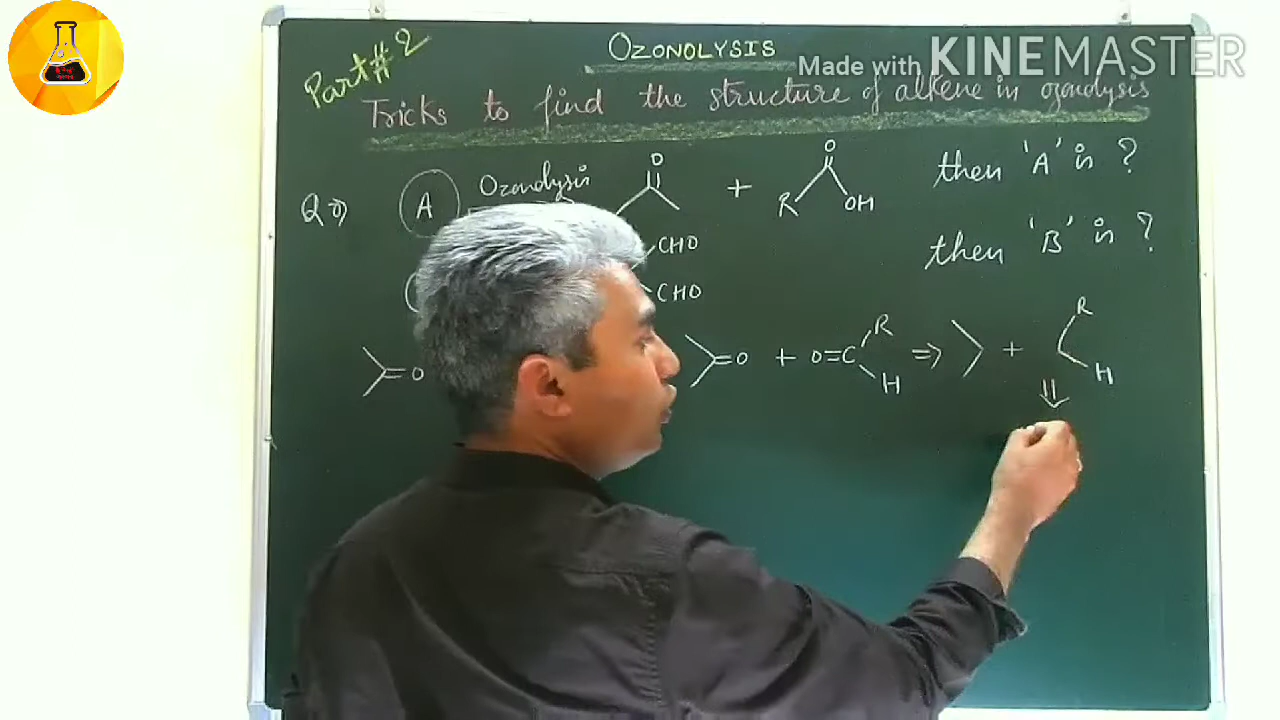 Part # 2
OZONOLYSIS
Made with KINEMASTER
Tricks to find the structure of alkene in ozonolysis
Q ⇒ A Ozonolysis O + O R OH then 'A' is ?
CHO then 'B' is ?
CHO
=O =O + O=C R H ⇒ + R H
⇓